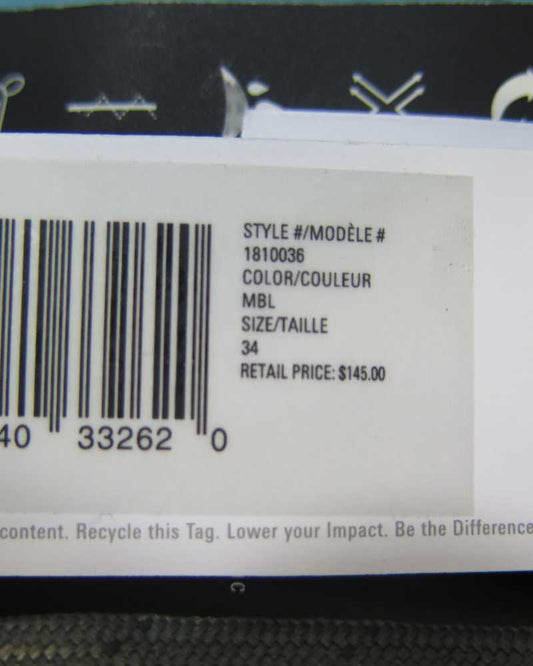 STYLE #/MODÈLE #
1810036
COLOR/COULEUR
MBL
SIZE/TAILLE
34
RETAIL PRICE: $145.00
40 33262 0
content. Recycle this Tag. Lower your Impact. Be the Difference
C